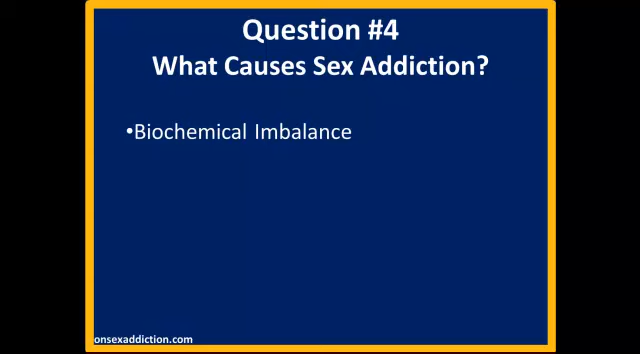 Question #4
What Causes Sex Addiction?
•Biochemical Imbalance
onsexaddiction.com